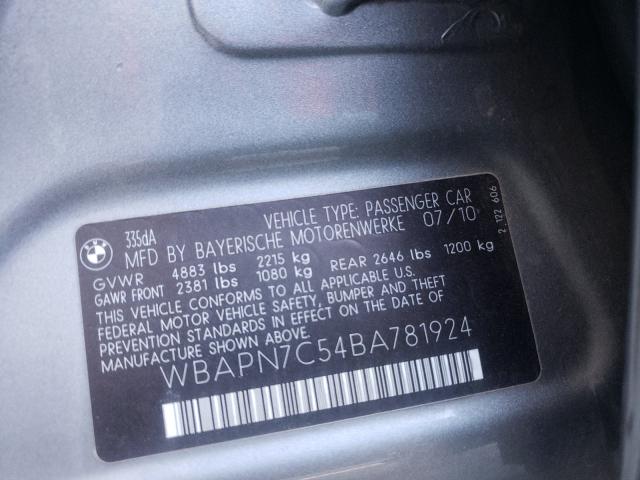 335dA VEHICLE TYPE: PASSENGER CAR
MFD BY BAYERISCHE MOTORENWERKE 07/10
GVWR 4883 lbs 2215 kg
GAWR FRONT 2381 lbs 1080 kg REAR 2646 lbs 1200 kg
THIS VEHICLE CONFORMS TO ALL APPLICABLE U.S.
FEDERAL MOTOR VEHICLE SAFETY, BUMPER AND THEFT
PREVENTION STANDARDS IN EFFECT ON THE DATE OF
MANUFACTURE SHOWN ABOVE.
WBAPN7C54BA781924
2 122 606
BMW